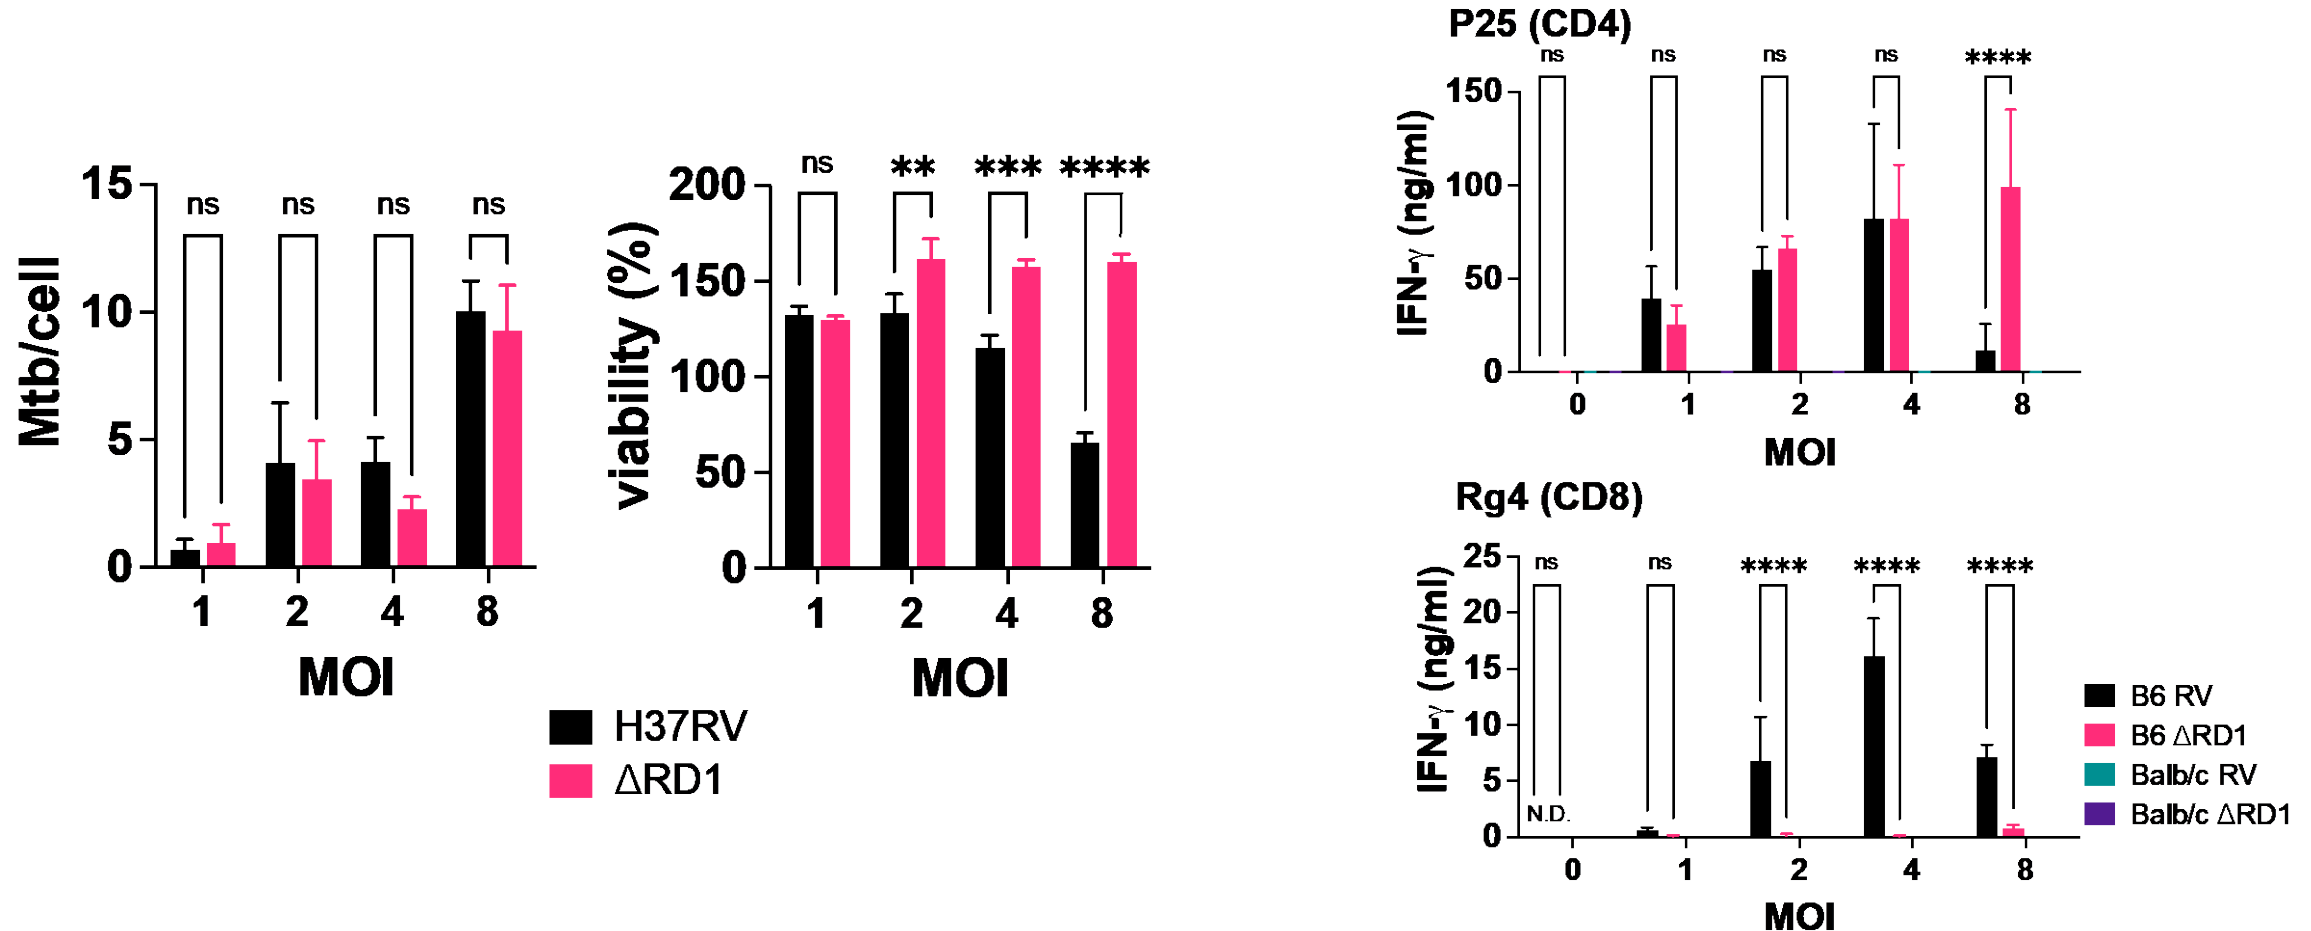 15
10
5
0
Mtb/cell
ns
ns
ns
ns
1
2
4
8
MOI
200
150
100
50
0
viability (%)
ns
**
***
****
1
2
4
8
MOI
H37RV
ΔRD1
P25 (CD4)
ns
ns
ns
ns
****
150
100
50
0
IFN-γ (ng/ml)
0
1
2
4
8
MOI
Rg4 (CD8)
ns
ns
****
****
****
25
20
15
10
5
0
IFN-γ (ng/ml)
N.D.
0
1
2
4
8
MOI
B6 RV
B6 ΔRD1
Balb/c RV
Balb/c ΔRD1